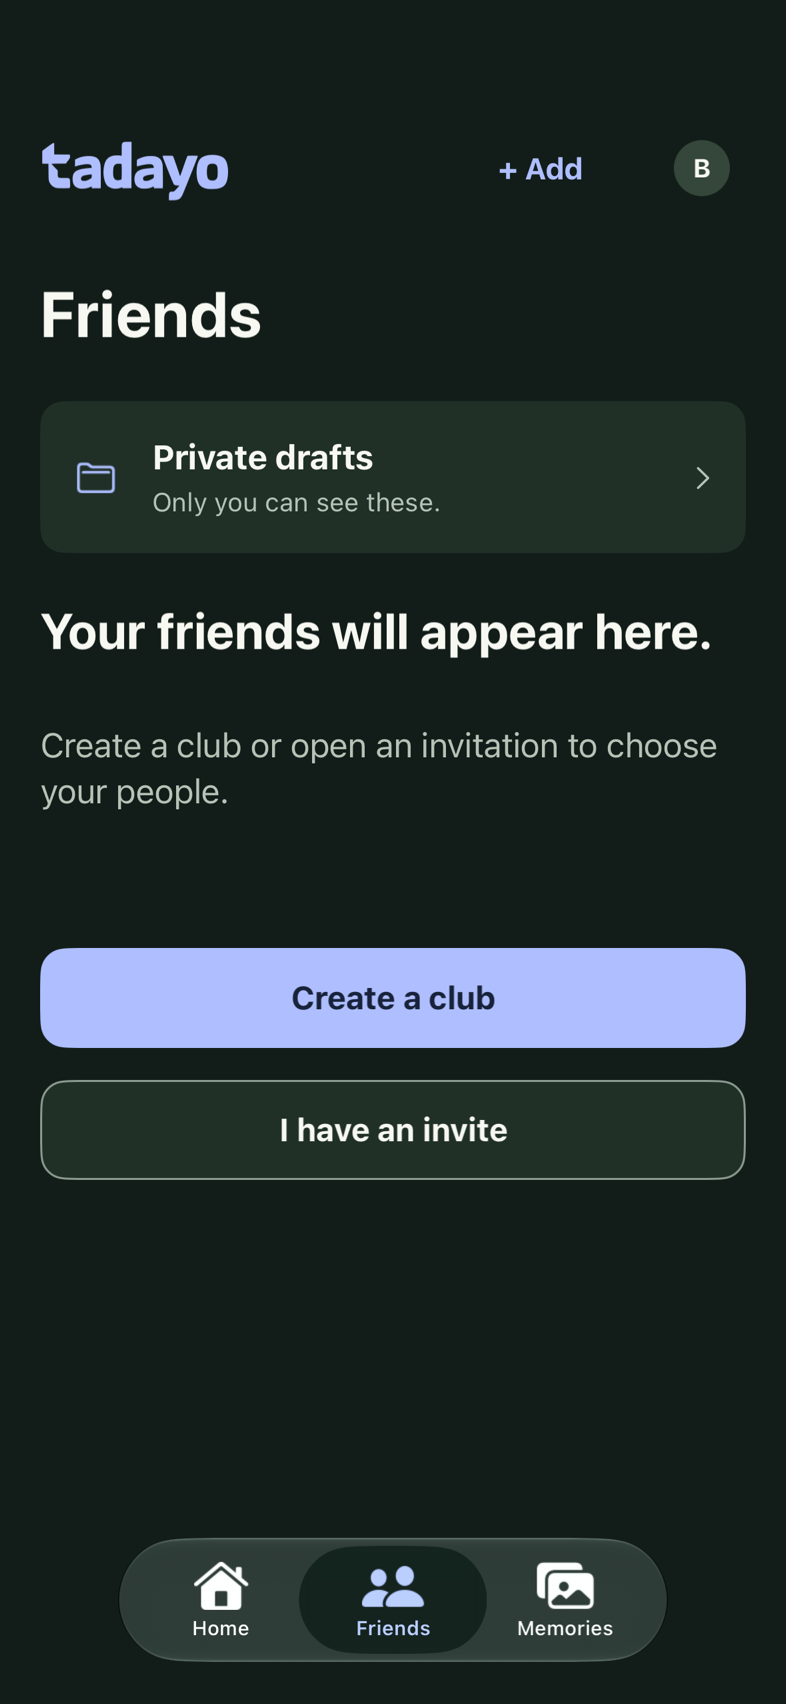 tadayo
+ Add
B
Friends
Private drafts
Only you can see these.
Your friends will appear here.
Create a club or open an invitation to choose
your people.
Create a club
I have an invite
Home
Friends
Memories